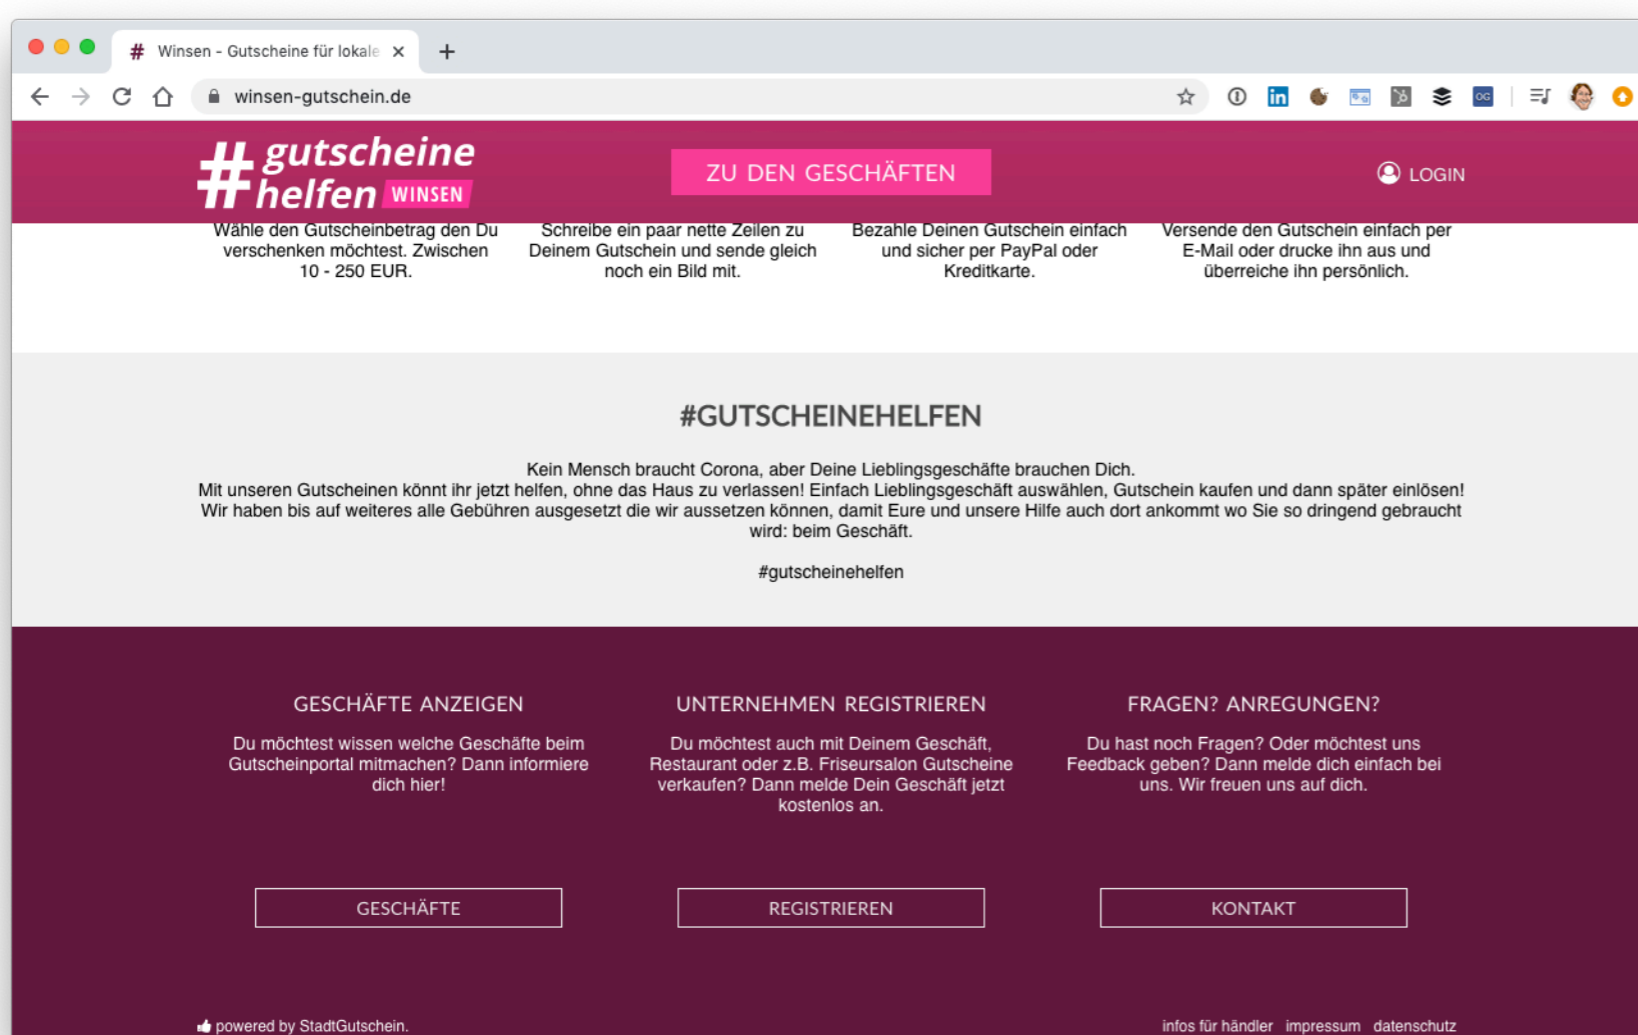 Winsen - Gutscheine für lokale
winsen-gutschein.de
#gutscheine
helfen WINSEN
ZU DEN GESCHÄFTEN
LOGIN
Wähle den Gutscheinbetrag den Du
verschenken möchtest. Zwischen
10 - 250 EUR.
Schreibe ein paar nette Zeilen zu
Deinem Gutschein und sende gleich
noch ein Bild mit.
Bezahle Deinen Gutschein einfach
und sicher per PayPal oder
Kreditkarte.
Versende den Gutschein einfach per
E-Mail oder drucke ihn aus und
überreiche ihn persönlich.
#GUTSCHEINEHELFEN
Kein Mensch braucht Corona, aber Deine Lieblingsgeschäfte brauchen Dich.
Mit unseren Gutscheinen könnt ihr jetzt helfen, ohne das Haus zu verlassen! Einfach Lieblingsgeschäft auswählen, Gutschein kaufen und dann später einlösen!
Wir haben bis auf weiteres alle Gebühren ausgesetzt die wir aussetzen können, damit Eure und unsere Hilfe auch dort ankommt wo Sie so dringend gebraucht
wird: beim Geschäft.
#gutscheinehelfen
GESCHÄFTE ANZEIGEN
Du möchtest wissen welche Geschäfte beim
Gutscheinportal mitmachen? Dann informiere
dich hier!
GESCHÄFTE
UNTERNEHMEN REGISTRIEREN
Du möchtest auch mit Deinem Geschäft,
Restaurant oder z.B. Friseursalon Gutscheine
verkaufen? Dann melde Dein Geschäft jetzt
kostenlos an.
REGISTRIEREN
FRAGEN? ANREGUNGEN?
Du hast noch Fragen? Oder möchtest uns
Feedback geben? Dann melde dich einfach bei
uns. Wir freuen uns auf dich.
KONTAKT
powered by StadtGutschein.
infos für händler impressum datenschutz